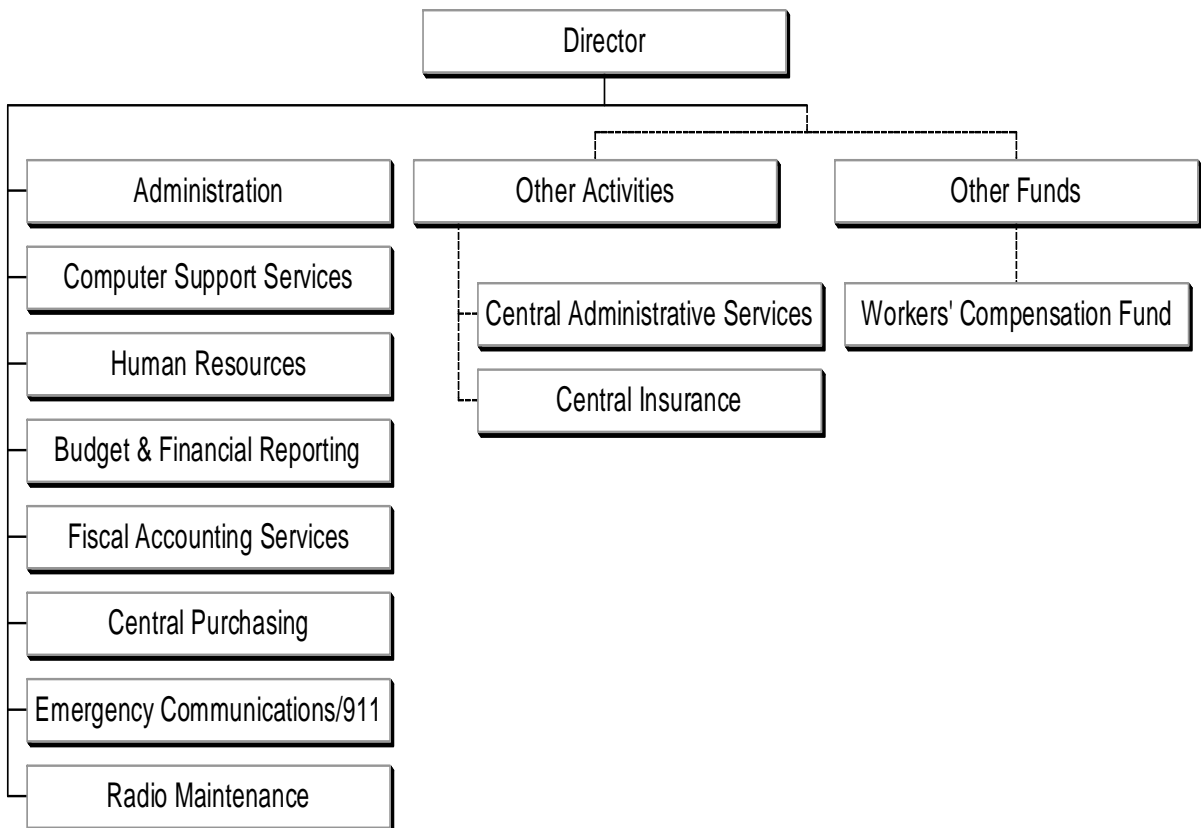 Director
Administration
Computer Support Services
Human Resources
Budget & Financial Reporting
Fiscal Accounting Services
Central Purchasing
Emergency Communications/911
Radio Maintenance
Other Activities
Central Administrative Services
Central Insurance
Other Funds
Workers' Compensation Fund